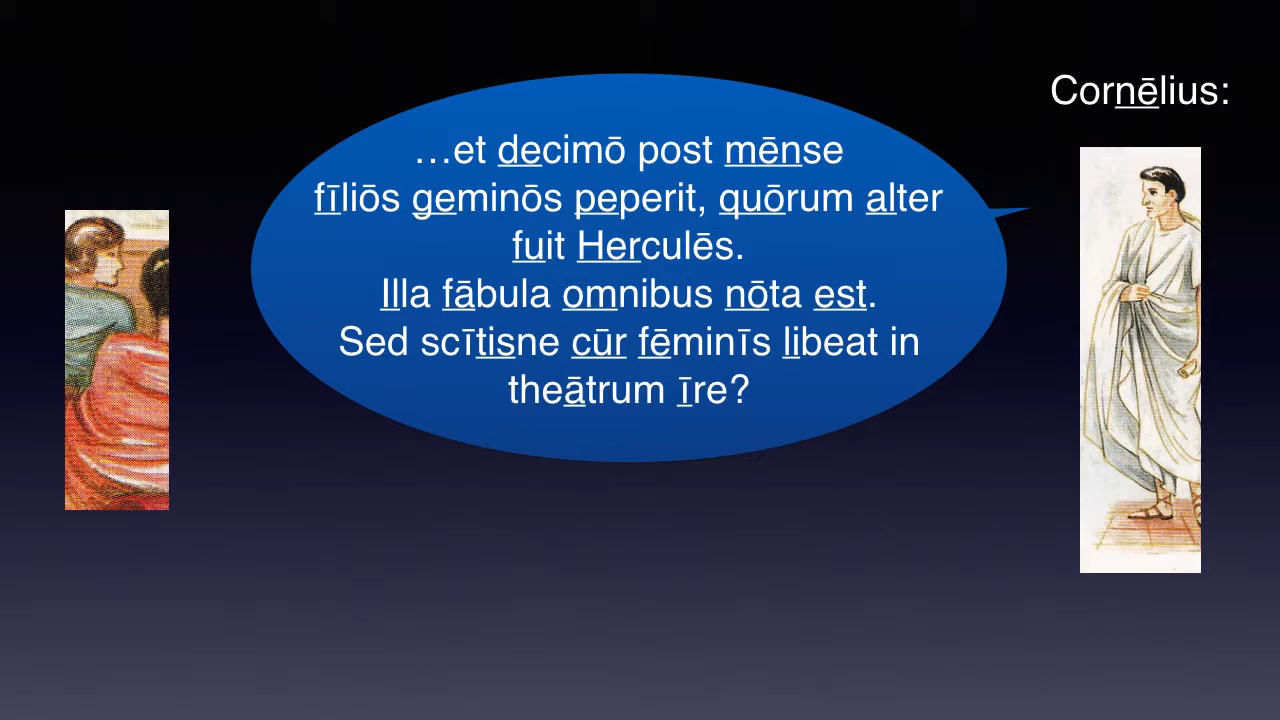 Cornēlius:
…et decimō post mēnse
fīliōs geminōs peperit, quōrum alter
fuit Herculēs.
Illa fābula omnibus nōta est.
Sed scītisne cūr fēminīs libeat in
theātrum īre?